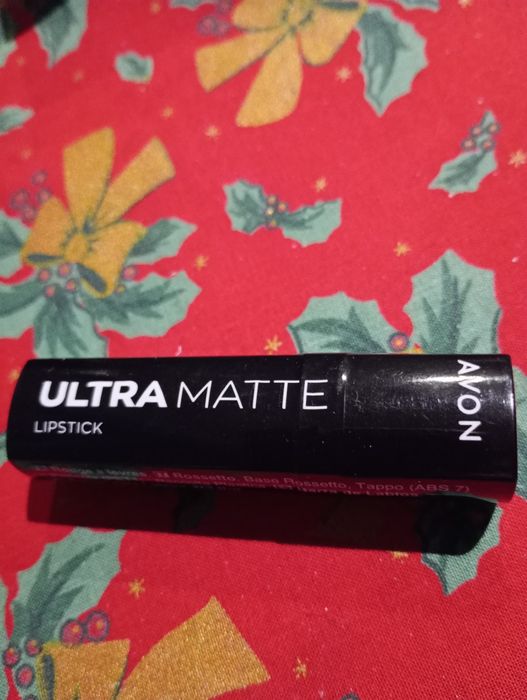 ULTRA MATTE
LIPSTICK
AVON
Rossetto, Base Rossetto, Tappo (ABS 7)